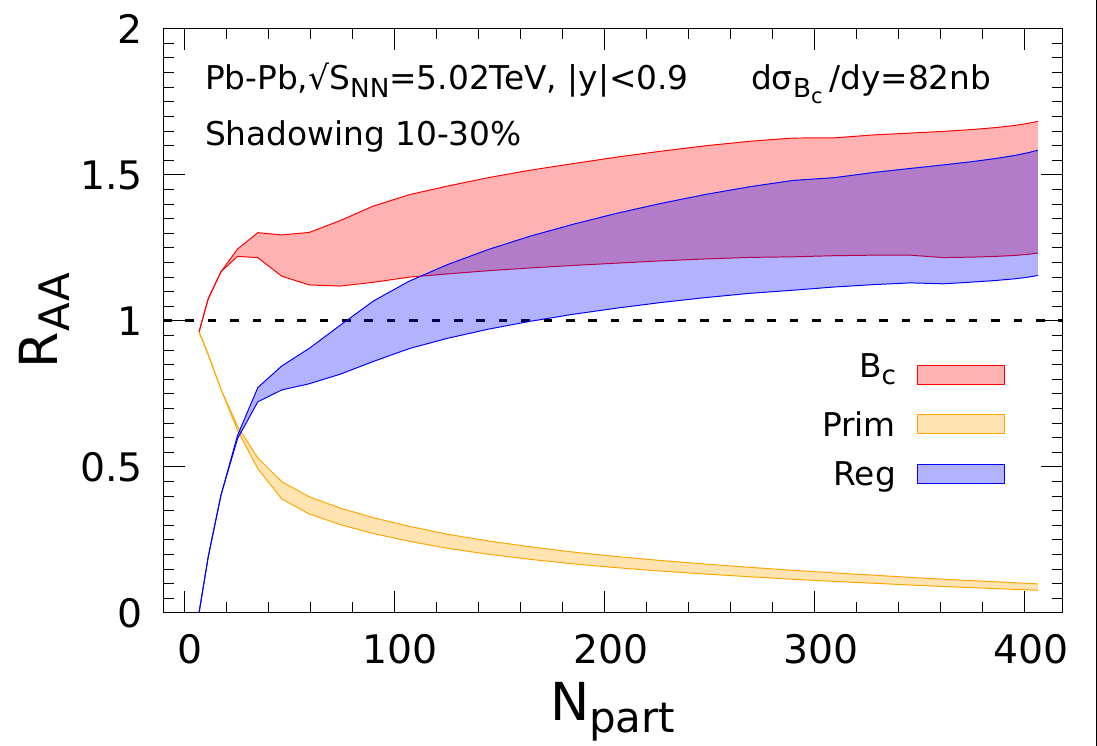 Pb-Pb,√S_NN=5.02TeV, |y|<0.9 dσ_B_c/dy=82nb
Shadowing 10-30%
2
1.5
1
0.5
0
R_AA
B_c
Prim
Reg
0 100 200 300 400
N_part